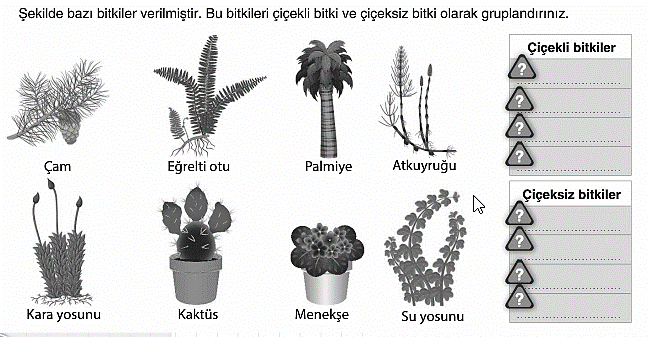 Şekilde bazı bitkiler verilmiştir. Bu bitkileri çiçekli bitki ve çiçeksiz bitki olarak gruplandırınız.
Çiçekli bitkiler
?
?
?
?
Çam
Eğrelti otu
Palmiye
Atkuyruğu
Çiçeksiz bitkiler
?
?
?
?
Kara yosunu
Kaktüs
Menekşe
Su yosunu